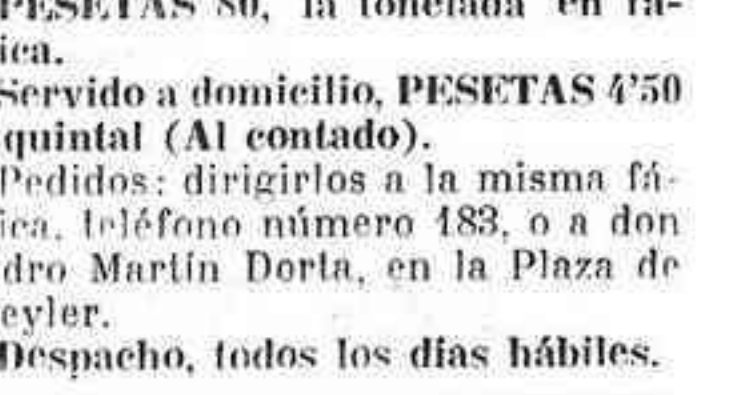 PESETAS 80, la tonelada en fá-
ica.
Servido a domicilio, PESETAS 4'50
quintal (Al contado).
Pedidos: dirigirlos a la misma fá-
ica, teléfono número 183, o a don
dro Martín Dorta, en la Plaza de
eyler.
Despacho, todos los días hábiles.